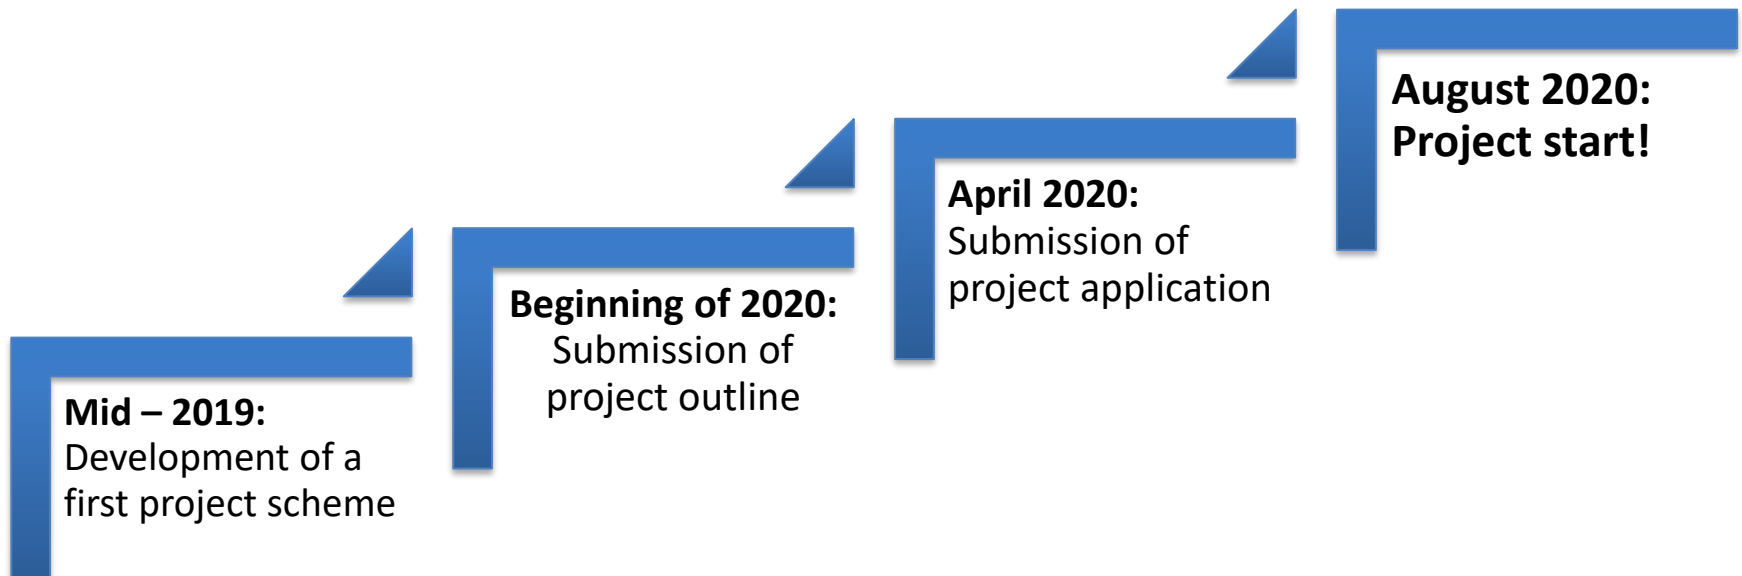 Mid – 2019:
Development of a
first project scheme
Beginning of 2020:
Submission of
project outline
April 2020:
Submission of
project application
August 2020:
Project start!